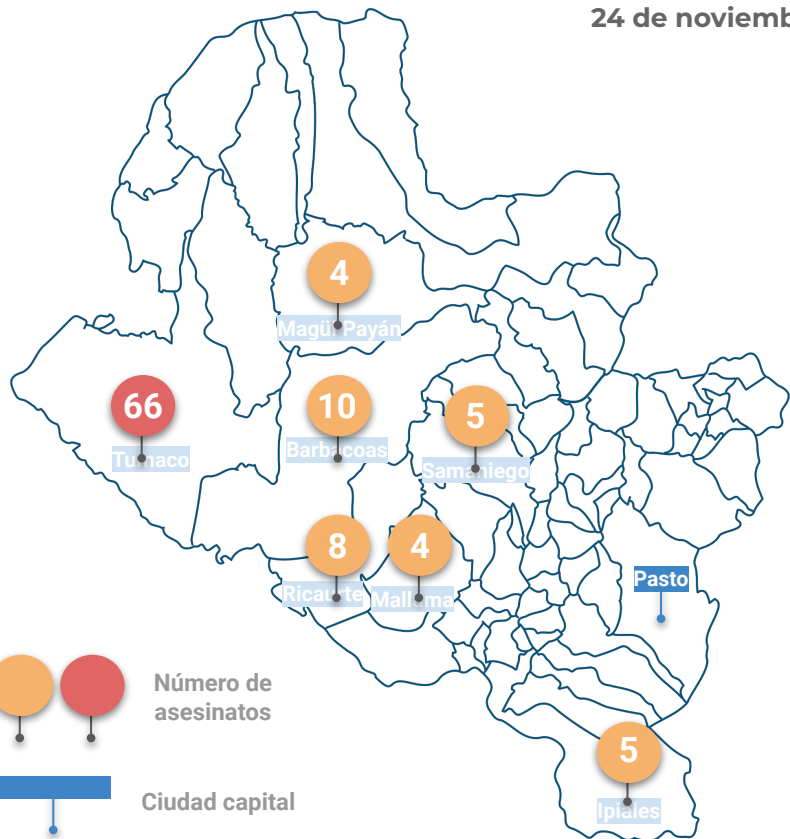 24 de noviemb
4
Magüí Payán
66
Tumaco
10
Barbacoas
5
Samaniego
8
Ricaurte
4
Mallama
Pasto
Número de
asesinatos
5
Ipiales
Ciudad capital